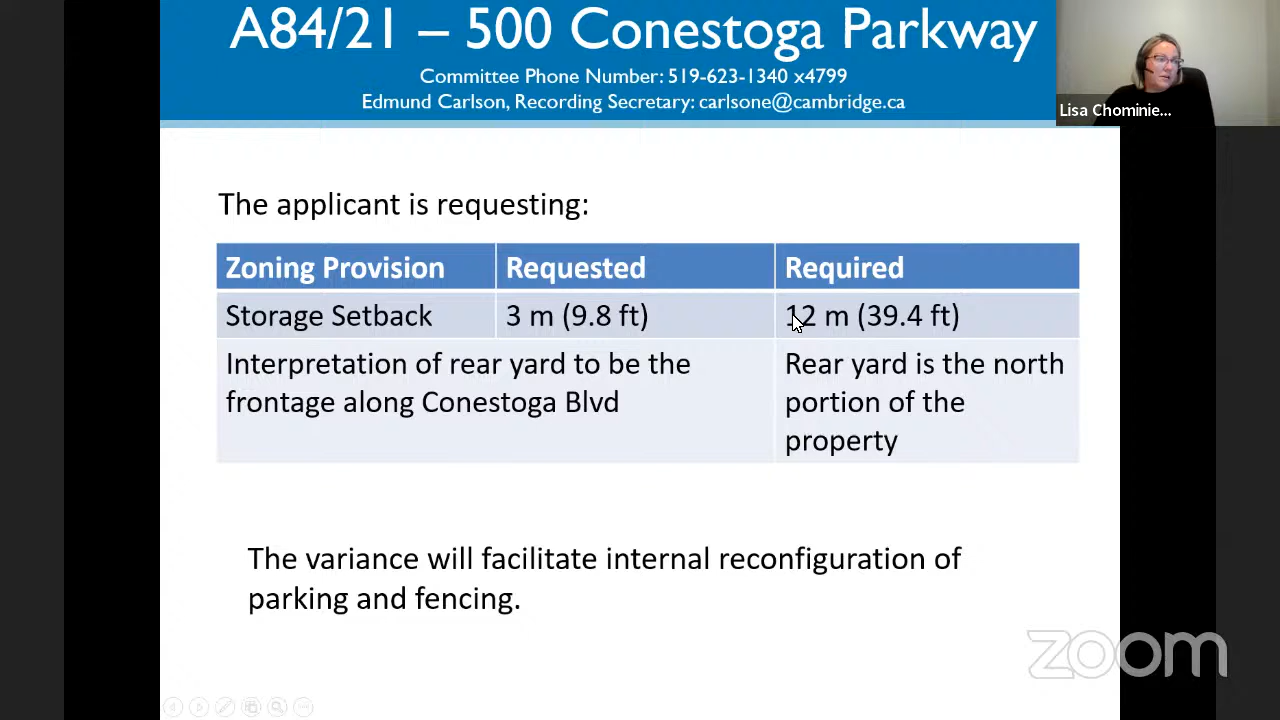 A84/21 – 500 Conestoga Parkway
Committee Phone Number: 519-623-1340 x4799
Edmund Carlson, Recording Secretary: carlsone@cambridge.ca
Lisa Chominie...
The applicant is requesting:
Zoning Provision Requested Required
Storage Setback 3 m (9.8 ft) 12 m (39.4 ft)
Interpretation of rear yard to be the Rear yard is the north
frontage along Conestoga Blvd portion of the
property
The variance will facilitate internal reconfiguration of
parking and fencing.
zoom